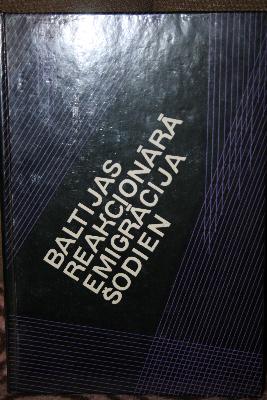 BALTIJAS
REAKCIONĀRĀ
EMIGRĀCIJA
ŠODIEN